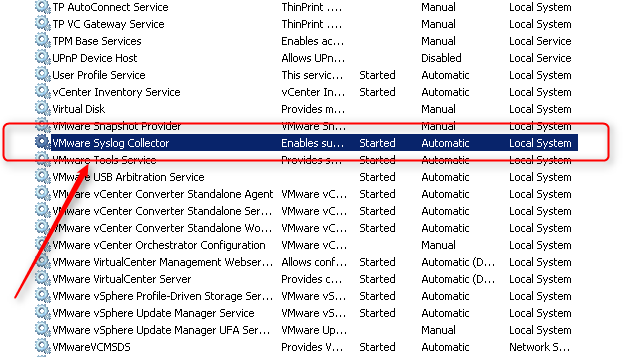 TP AutoConnect Service ThinPrint .... Manual Local System
TP VC Gateway Service ThinPrint .... Manual Local System
TPM Base Services Enables ac... Manual Local Service
UPnP Device Host Allows UPn... Disabled Local Service
User Profile Service This servic... Started Automatic Local System
vCenter Inventory Service vCenter In... Started Automatic Local System
Virtual Disk Provides m... Manual Local System
VMware Snapshot Provider VMware Sn... Manual Local System
VMware Syslog Collector Enables su... Started Automatic Local System
VMware Tools Service Provides s... Started Automatic Local System
VMware USB Arbitration Service Started Automatic Local System
VMware vCenter Converter Standalone Agent VMware vC... Started Automatic Local System
VMware vCenter Converter Standalone Ser... VMware vC... Started Automatic Local System
VMware vCenter Converter Standalone Wo... VMware vC... Started Automatic Local System
VMware vCenter Orchestrator Configuration VMware vC... Manual Local System
VMware VirtualCenter Management Webser... Allows conf... Started Automatic (D... Local System
VMware VirtualCenter Server Provides c... Started Automatic (D... Local System
VMware vSphere Profile-Driven Storage Ser... VMware vS... Started Automatic Local System
VMware vSphere Update Manager Service VMware vS... Started Automatic Local System
VMware vSphere Update Manager UFA Ser... VMware Up... Manual Local System
VMwareVCMSDS Provides V... Started Automatic Network S...